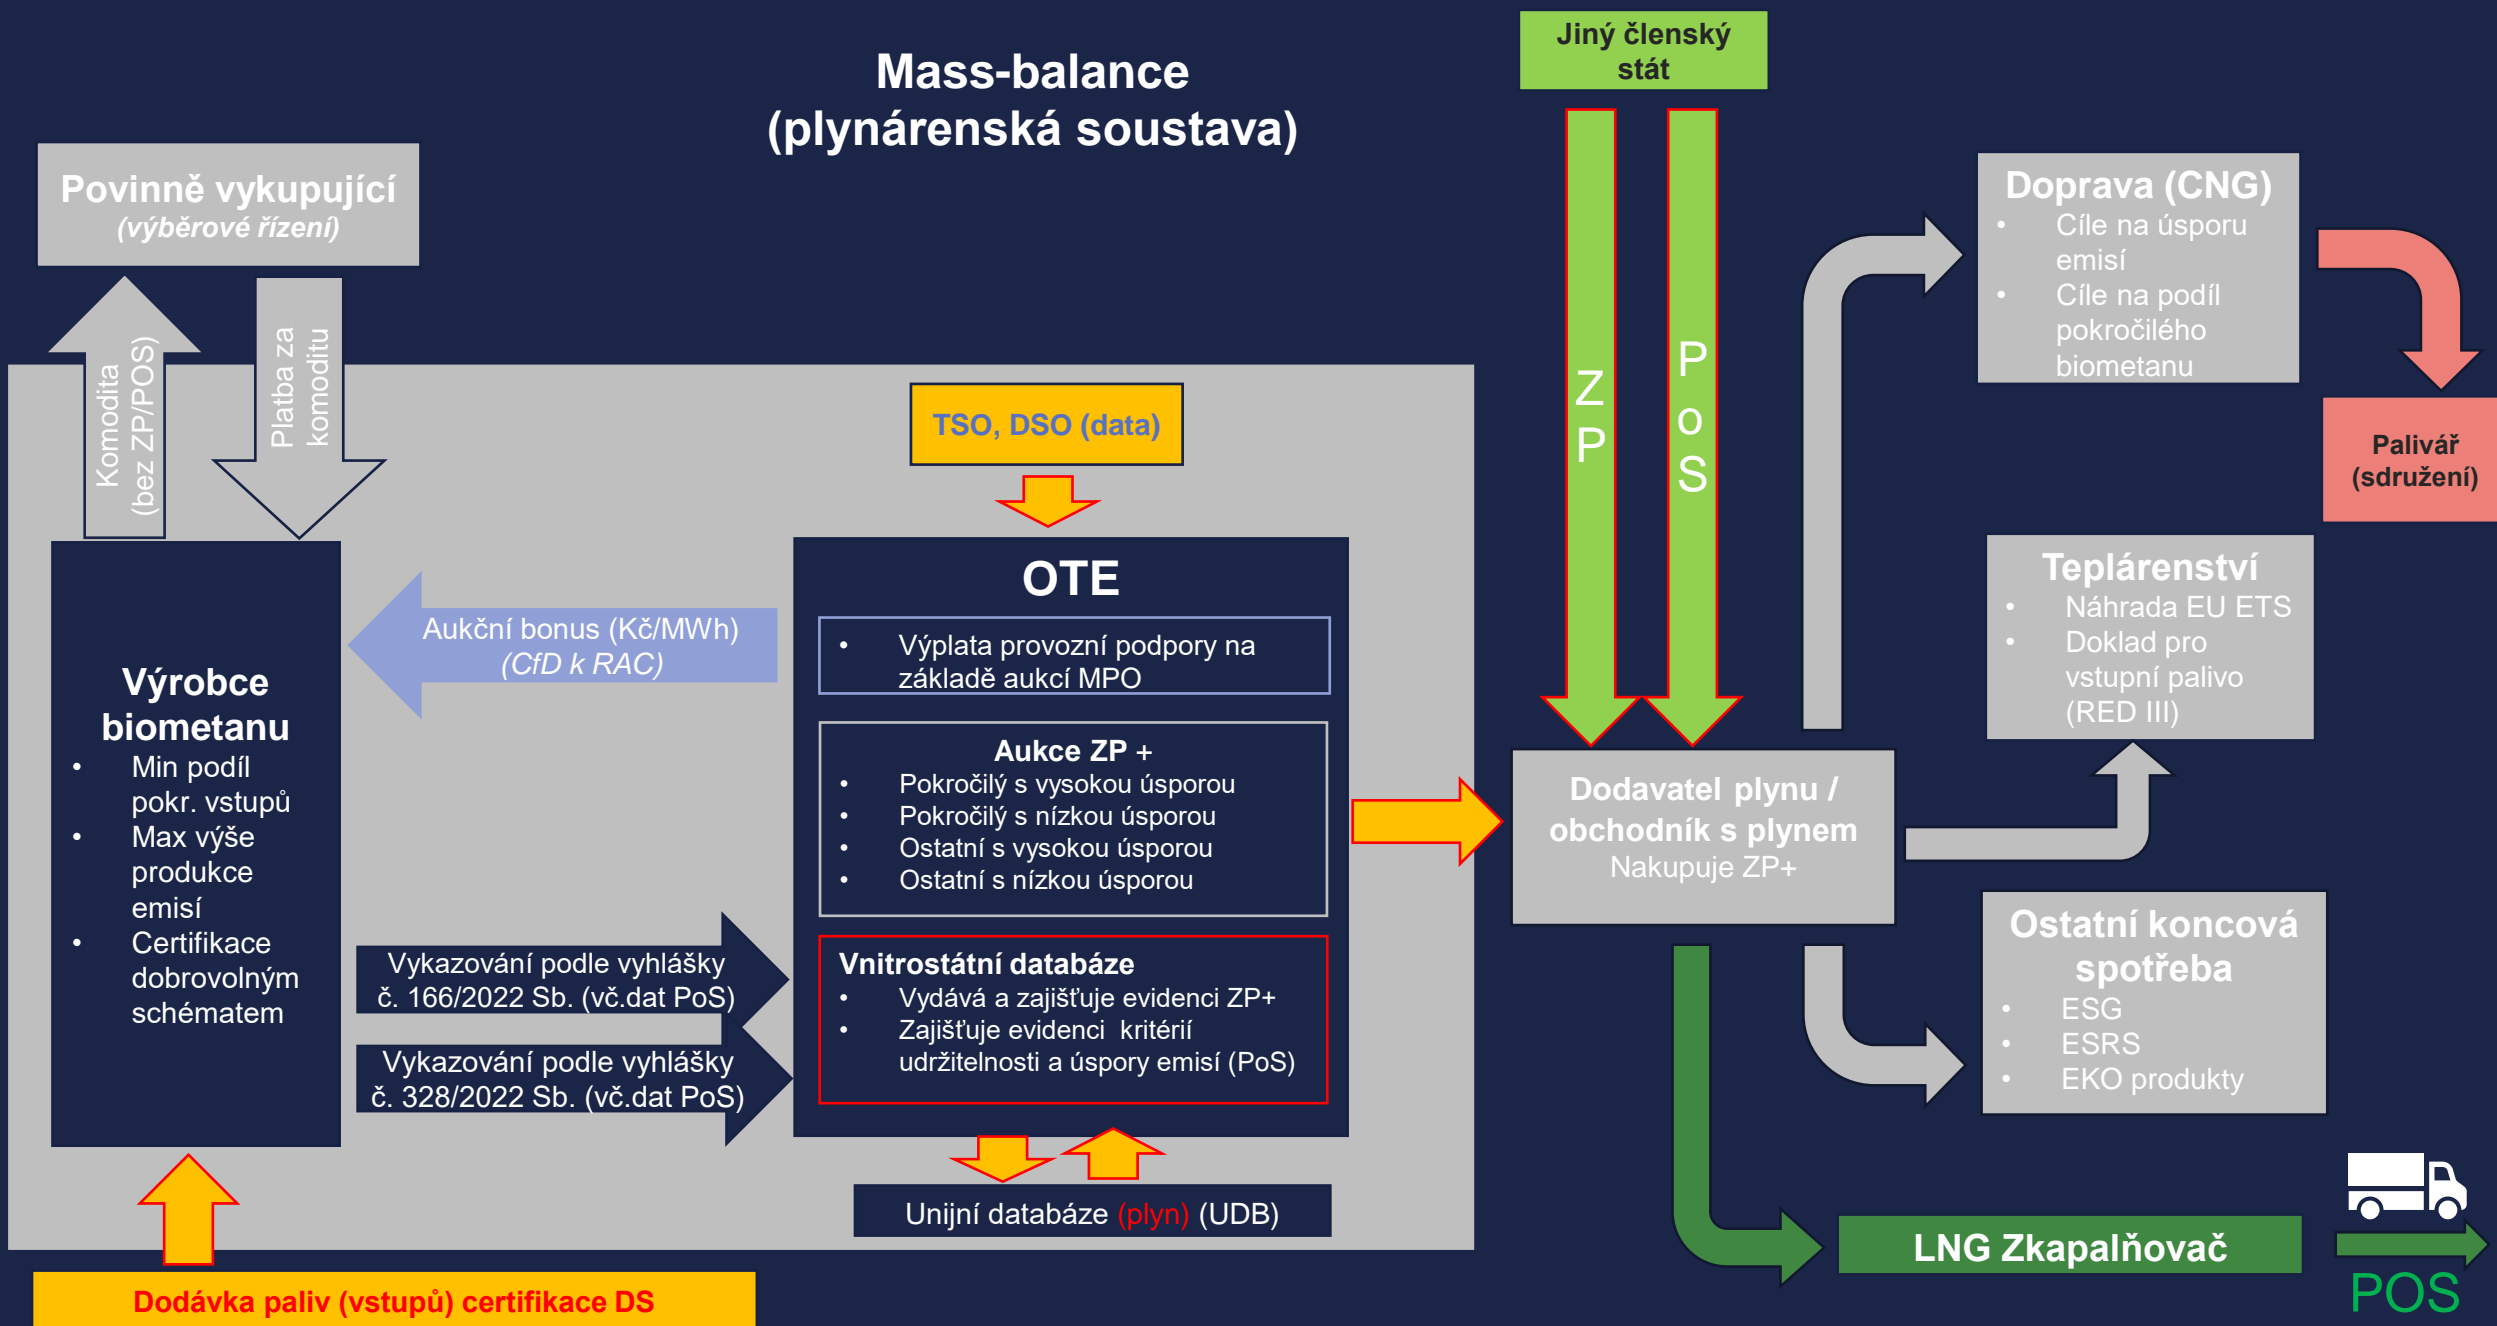 Mass-balance
(plynárenská soustava)
Jiný členský
stát
Povinně vykupující
(výběrové řízení)
Komodita
(bez ZP/POS)
Platba za
komoditu
TSO, DSO (data)
Z
P
P
o
S
Doprava (CNG)
• Cíle na úsporu
emisí
• Cíle na podíl
pokročilého
biometanu
Palivář
(sdružení)
Výrobce
biometanu
• Min podíl
pokr. vstupů
• Max výše
produkce
emisí
• Certifikace
dobrovolným
schématem
Aukční bonus (Kč/MWh)
(CfD k RAC)
OTE
• Výplata provozní podpory na
základě aukcí MPO
Aukce ZP +
• Pokročilý s vysokou úsporou
• Pokročilý s nízkou úsporou
• Ostatní s vysokou úsporou
• Ostatní s nízkou úsporou
Vnitrostátní databáze
• Vydává a zajišťuje evidenci ZP+
• Zajišťuje evidenci  kritérií
udržitelnosti a úspory emisí (PoS)
Vykazování podle vyhlášky
č. 166/2022 Sb. (vč.dat PoS)
Vykazování podle vyhlášky
č. 328/2022 Sb. (vč.dat PoS)
Unijní databáze (plyn) (UDB)
Dodávka paliv (vstupů) certifikace DS
Dodavatel plynu /
obchodník s plynem
Nakupuje ZP+
Teplárenství
• Náhrada EU ETS
• Doklad pro
vstupní palivo
(RED III)
Ostatní koncová
spotřeba
• ESG
• ESRS
• EKO produkty
LNG Zkapalňovač
POS